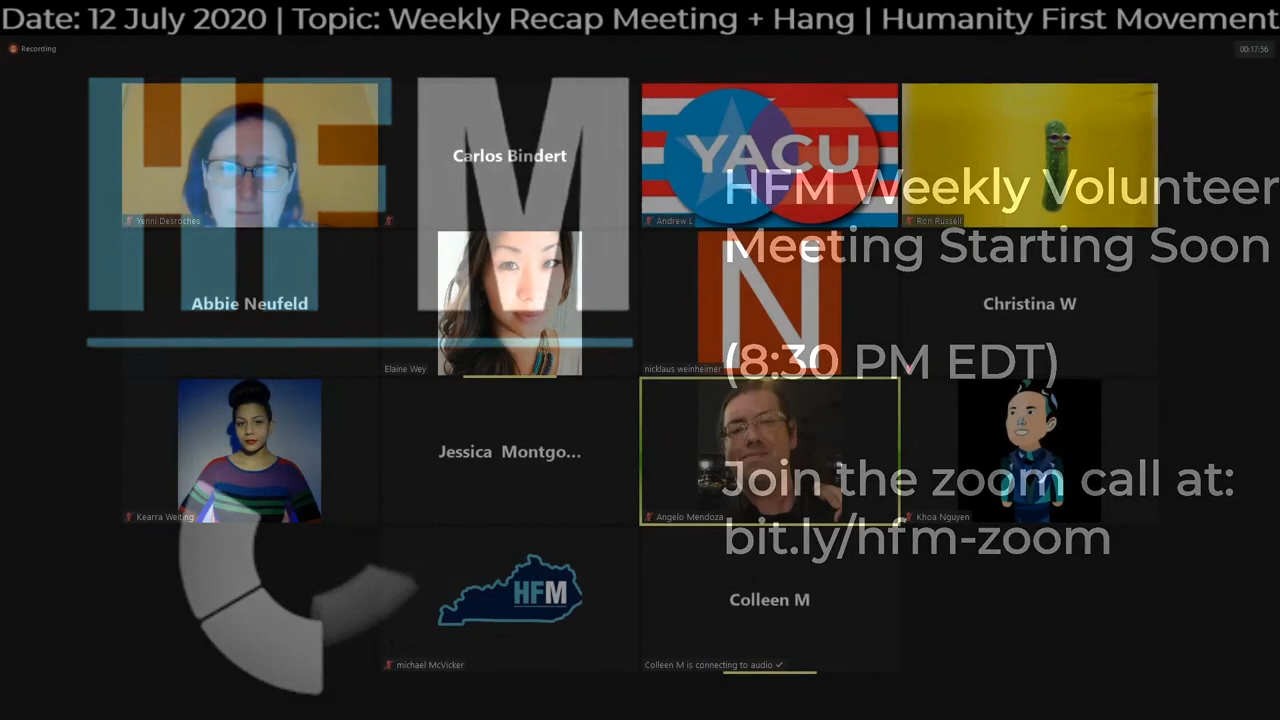 Date: 12 July 2020 | Topic: Weekly Recap Meeting + Hang | Humanity First Movement
Recording
00:17:56
HFM
Carlos Bindert
YACU
Yenni Desroches
Andrew L
Ron Russell
HFM Weekly Volunteer
Meeting Starting Soon
Abbie Neufeld
N
Christina W
Elaine Wey
nicklaus weinheimer
(8:30 PM EDT)
Jessica Montgo...
Join the zoom call at:
Kearra Weiting
Angelo Mendoza
Khoa Nguyen
bit.ly/hfm-zoom
HFM
Colleen M
michael McVicker
Colleen M is connecting to audio